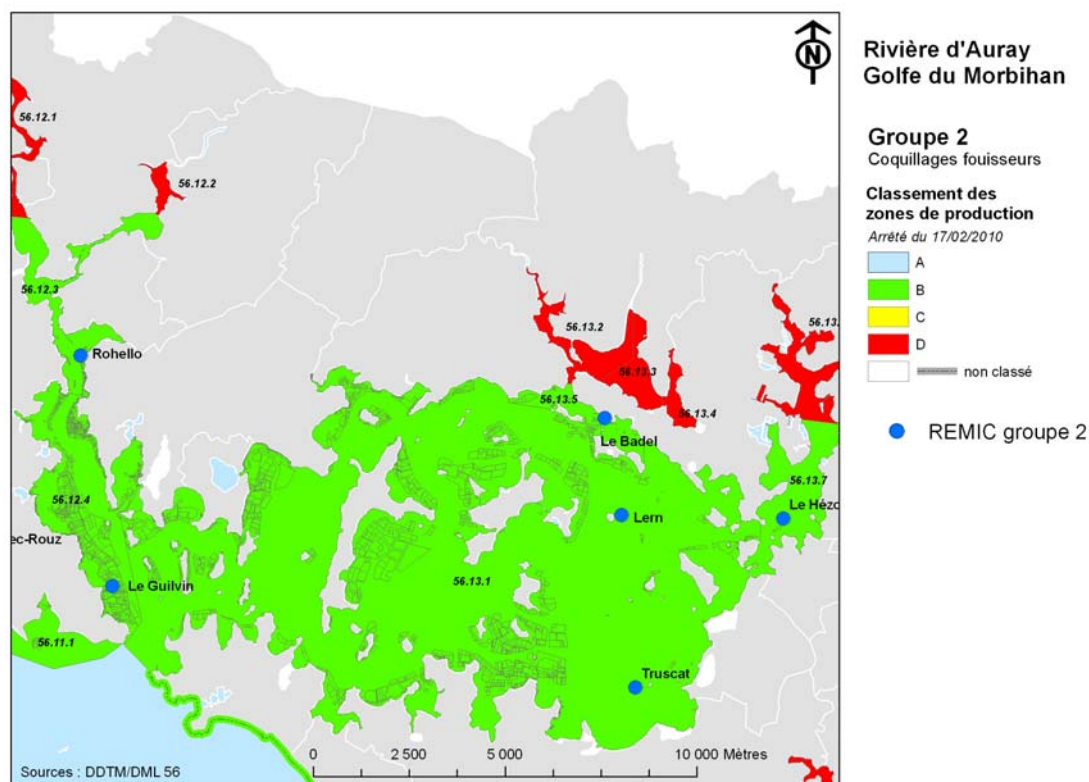 Rivière d'Auray
Golfe du Morbihan
Groupe 2
Coquillages fouisseurs
Classement des
zones de production
Arrêté du 17/02/2010
A
B
C
D
non classé
REMIC groupe 2
N
56.12.1
56.12.2
56.12.3
Rohello
56.13.2
56.13.
56.13.3
56.13.5
56.13.4
Le Badel
56.13.7
56.12.4
Le Hézo
Lern
ec-Rouz
56.13.1
Le Guilvin
56.11.1
Truscat
0 2 500 5 000 10 000 Mètres
Sources : DDTM/DML 56